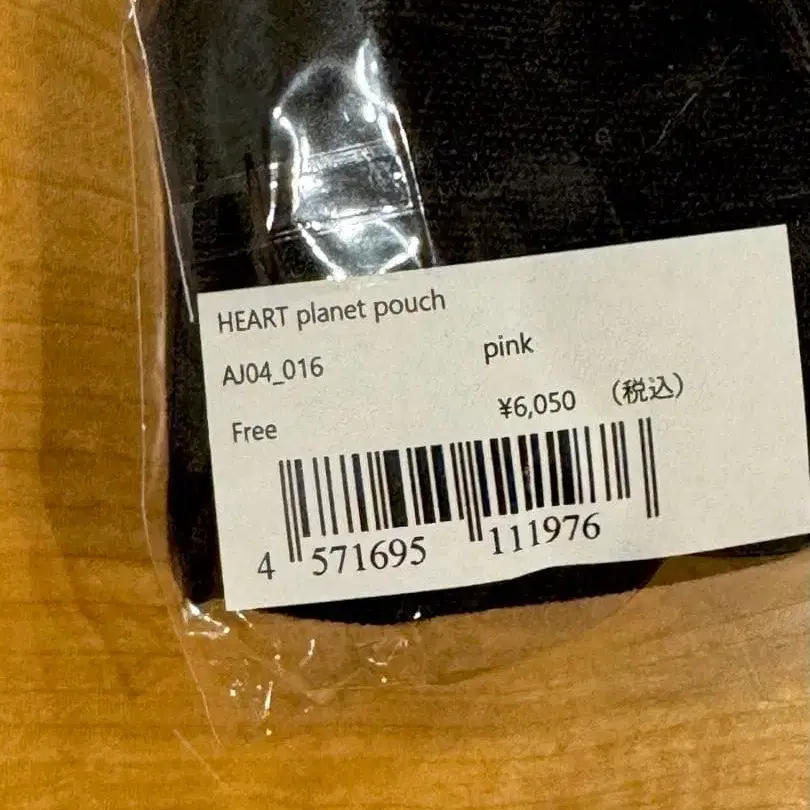 HEART planet pouch
AJ04_016 pink
Free ¥6,050 (税込)
4 571695 111976